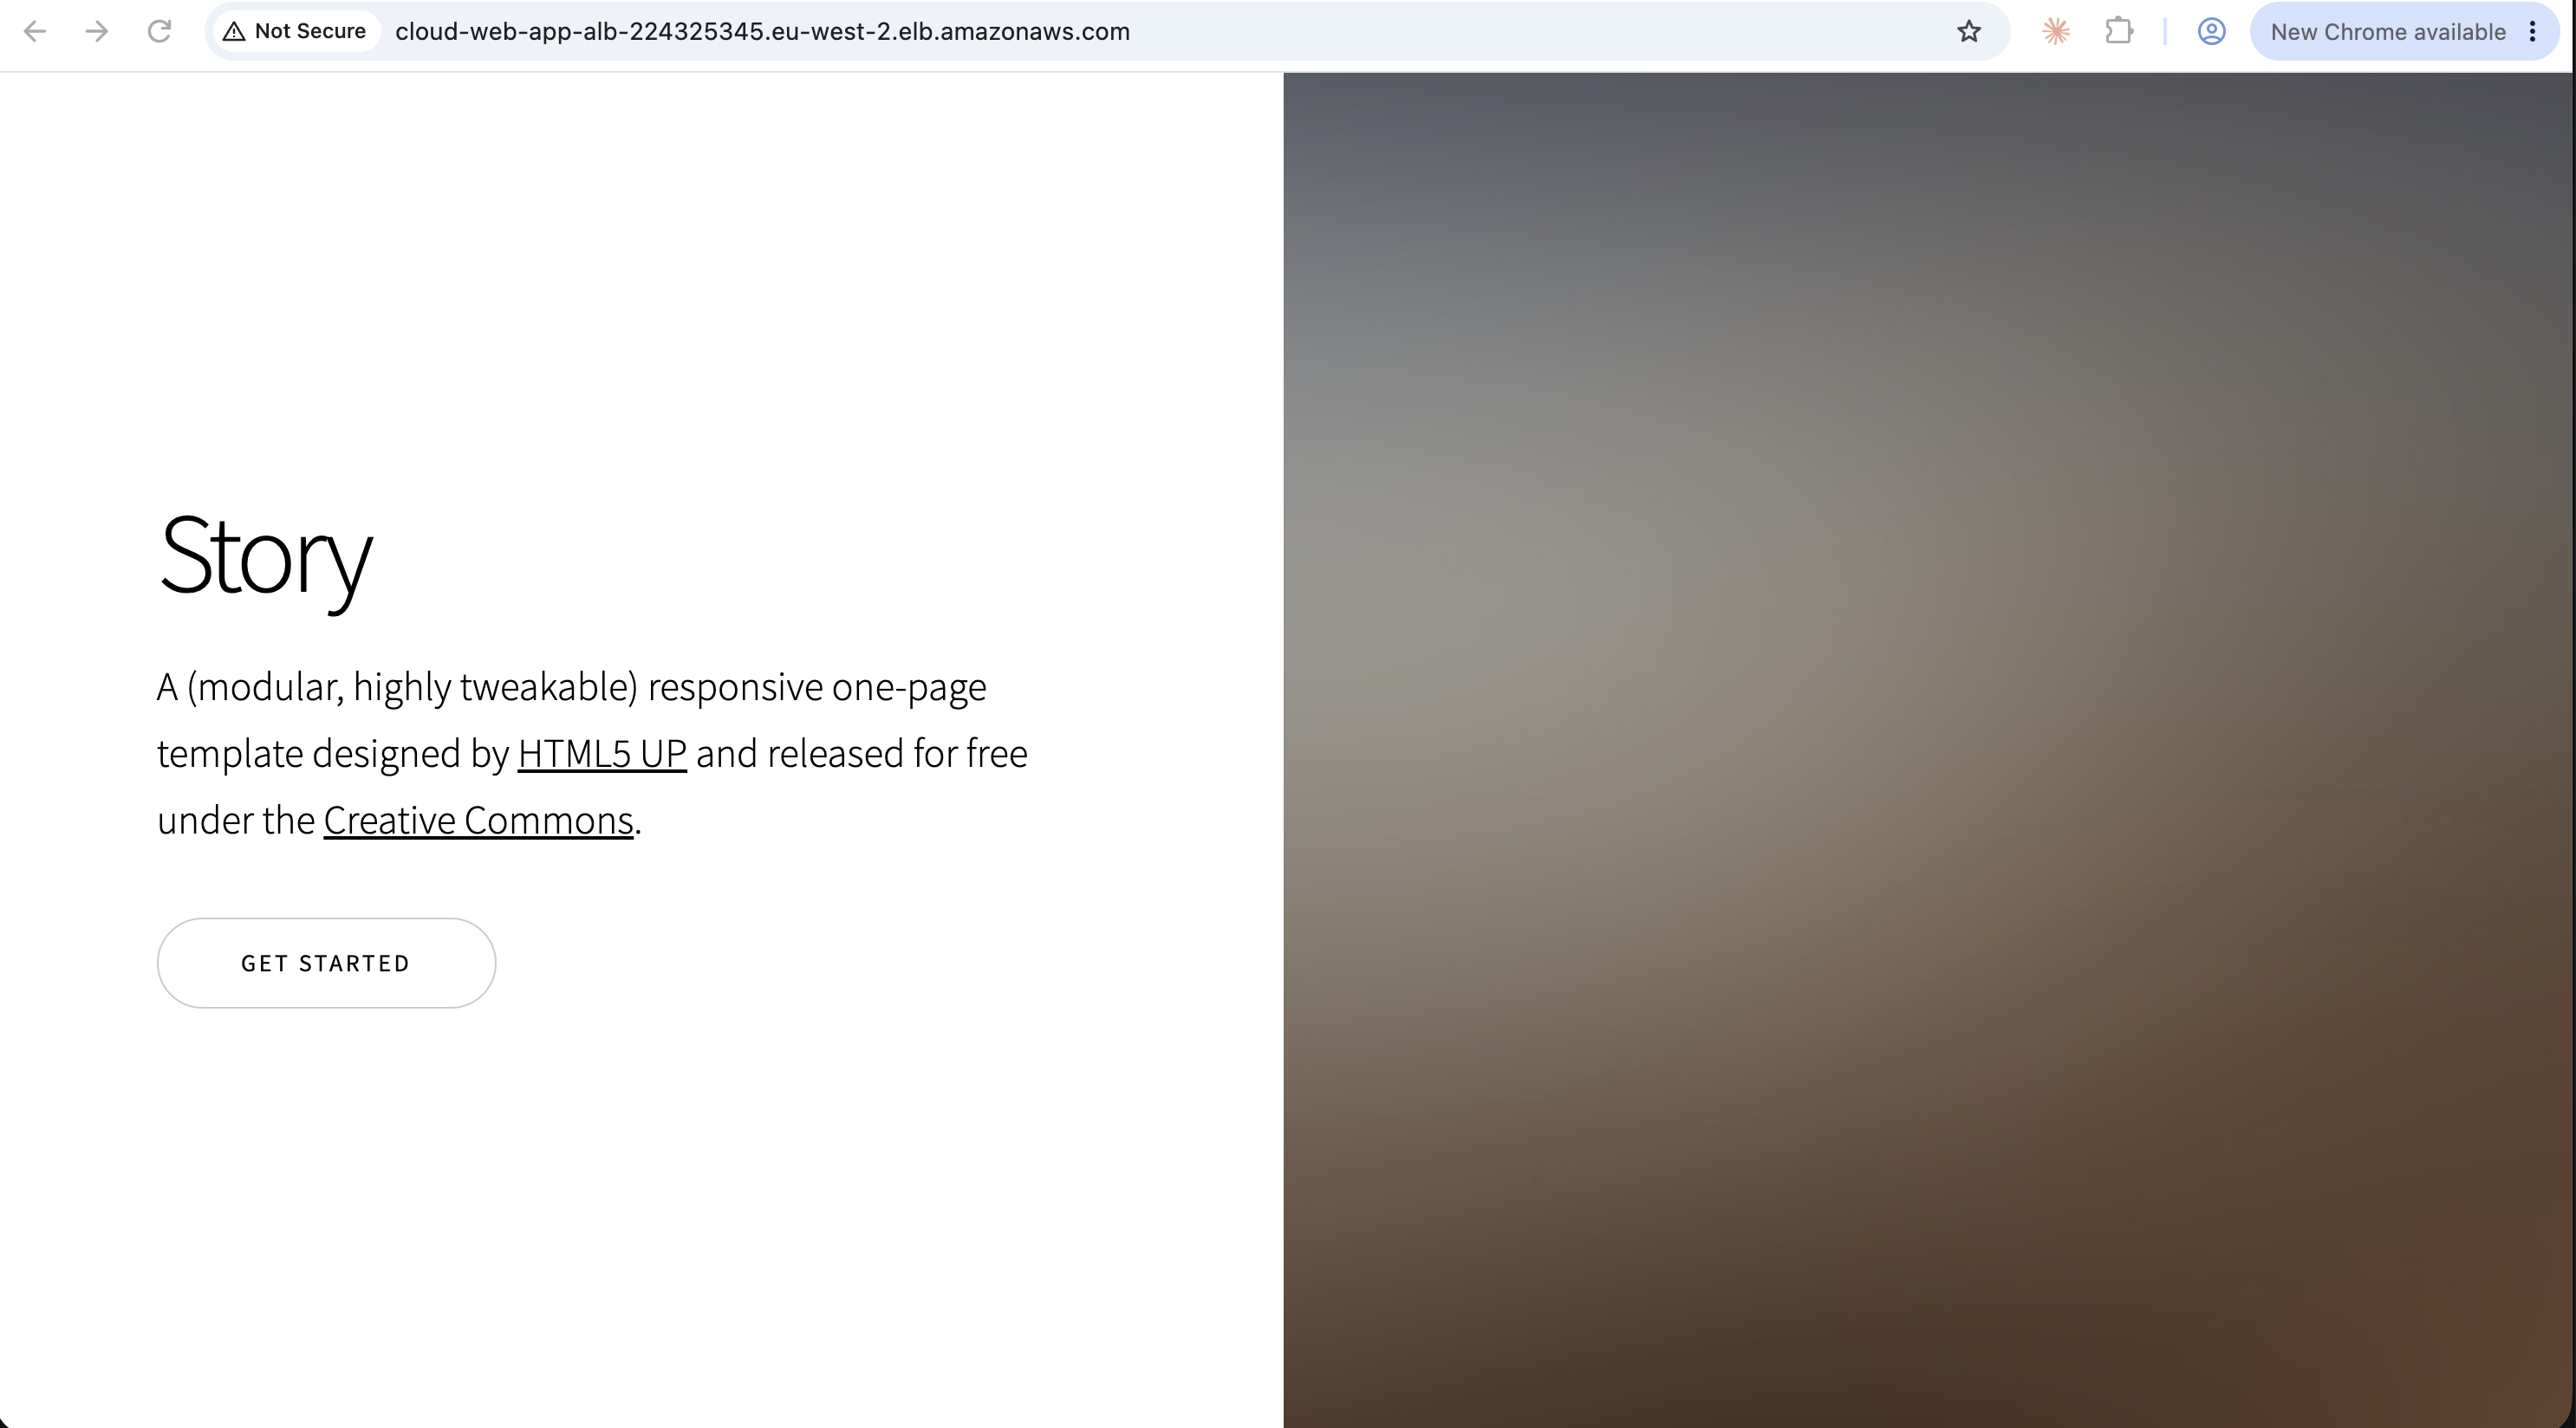 Not Secure
cloud-web-app-alb-224325345.eu-west-2.elb.amazonaws.com
New Chrome available
Story
A (modular, highly tweakable) responsive one-page
template designed by HTML5 UP and released for free
under the Creative Commons.
GET STARTED